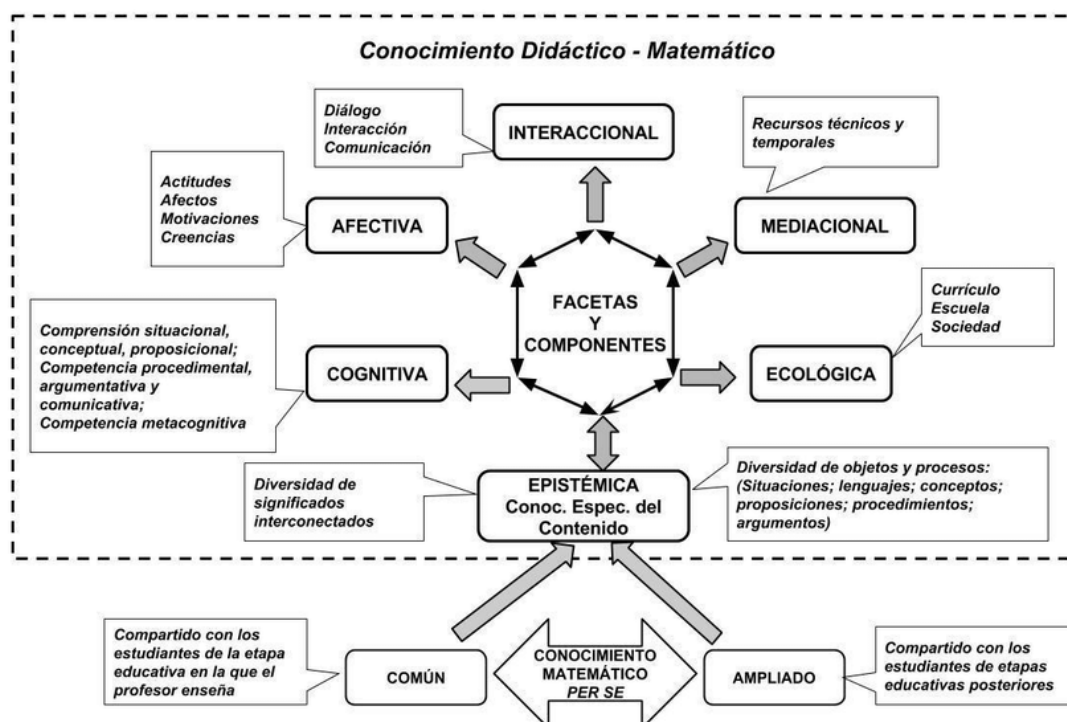 Conocimiento Didáctico - Matemático
Diálogo
Interacción
Comunicación
INTERACCIONAL
Recursos técnicos y
temporales
Actitudes
Afectos
Motivaciones
Creencias
AFECTIVA
MEDIACIONAL
FACETAS
Y
COMPONENTES
Currículo
Escuela
Sociedad
Comprensión situacional,
conceptual, proposicional;
Competencia procedimental,
argumentativa y
comunicativa;
Competencia metacognitiva
COGNITIVA
ECOLÓGICA
Diversidad de
significados
interconectados
EPISTÉMICA
Conoc. Espec. del
Contenido
Diversidad de objetos y procesos:
(Situaciones; lenguajes; conceptos;
proposiciones; procedimientos;
argumentos)
Compartido con los
estudiantes de la etapa
educativa en la que el
profesor enseña
COMÚN
CONOCIMIENTO
MATEMÁTICO
PER SE
AMPLIADO
Compartido con los
estudiantes de etapas
educativas posteriores